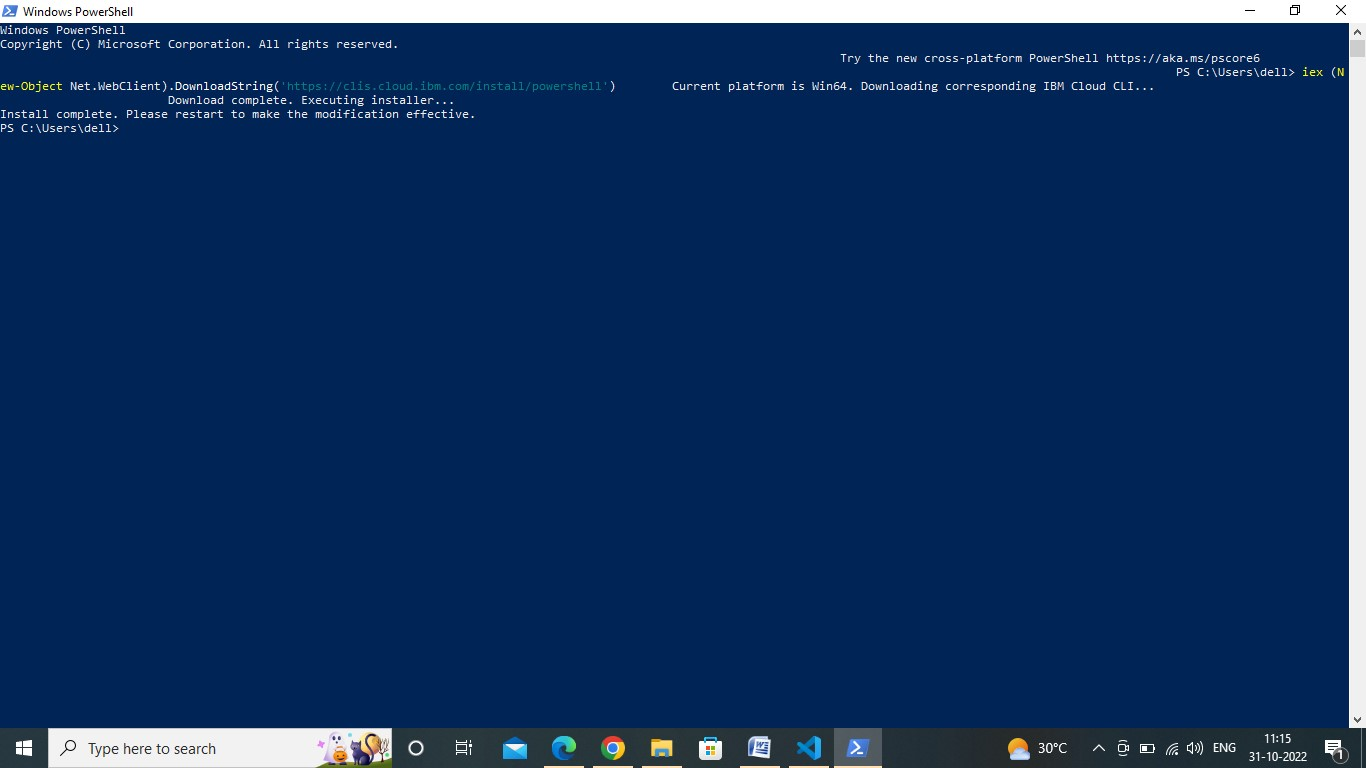 Windows PowerShell
Windows PowerShell
Copyright (C) Microsoft Corporation. All rights reserved.
Try the new cross-platform PowerShell https://aka.ms/pscore6
PS C:\Users\dell> iex (N
ew-Object Net.WebClient).DownloadString('https://clis.cloud.ibm.com/install/powershell') Current platform is Win64. Downloading corresponding IBM Cloud CLI...
Download complete. Executing installer...
Install complete. Please restart to make the modification effective.
PS C:\Users\dell>
Type here to search
W
30°C
ENG
11:15
31-10-2022
1